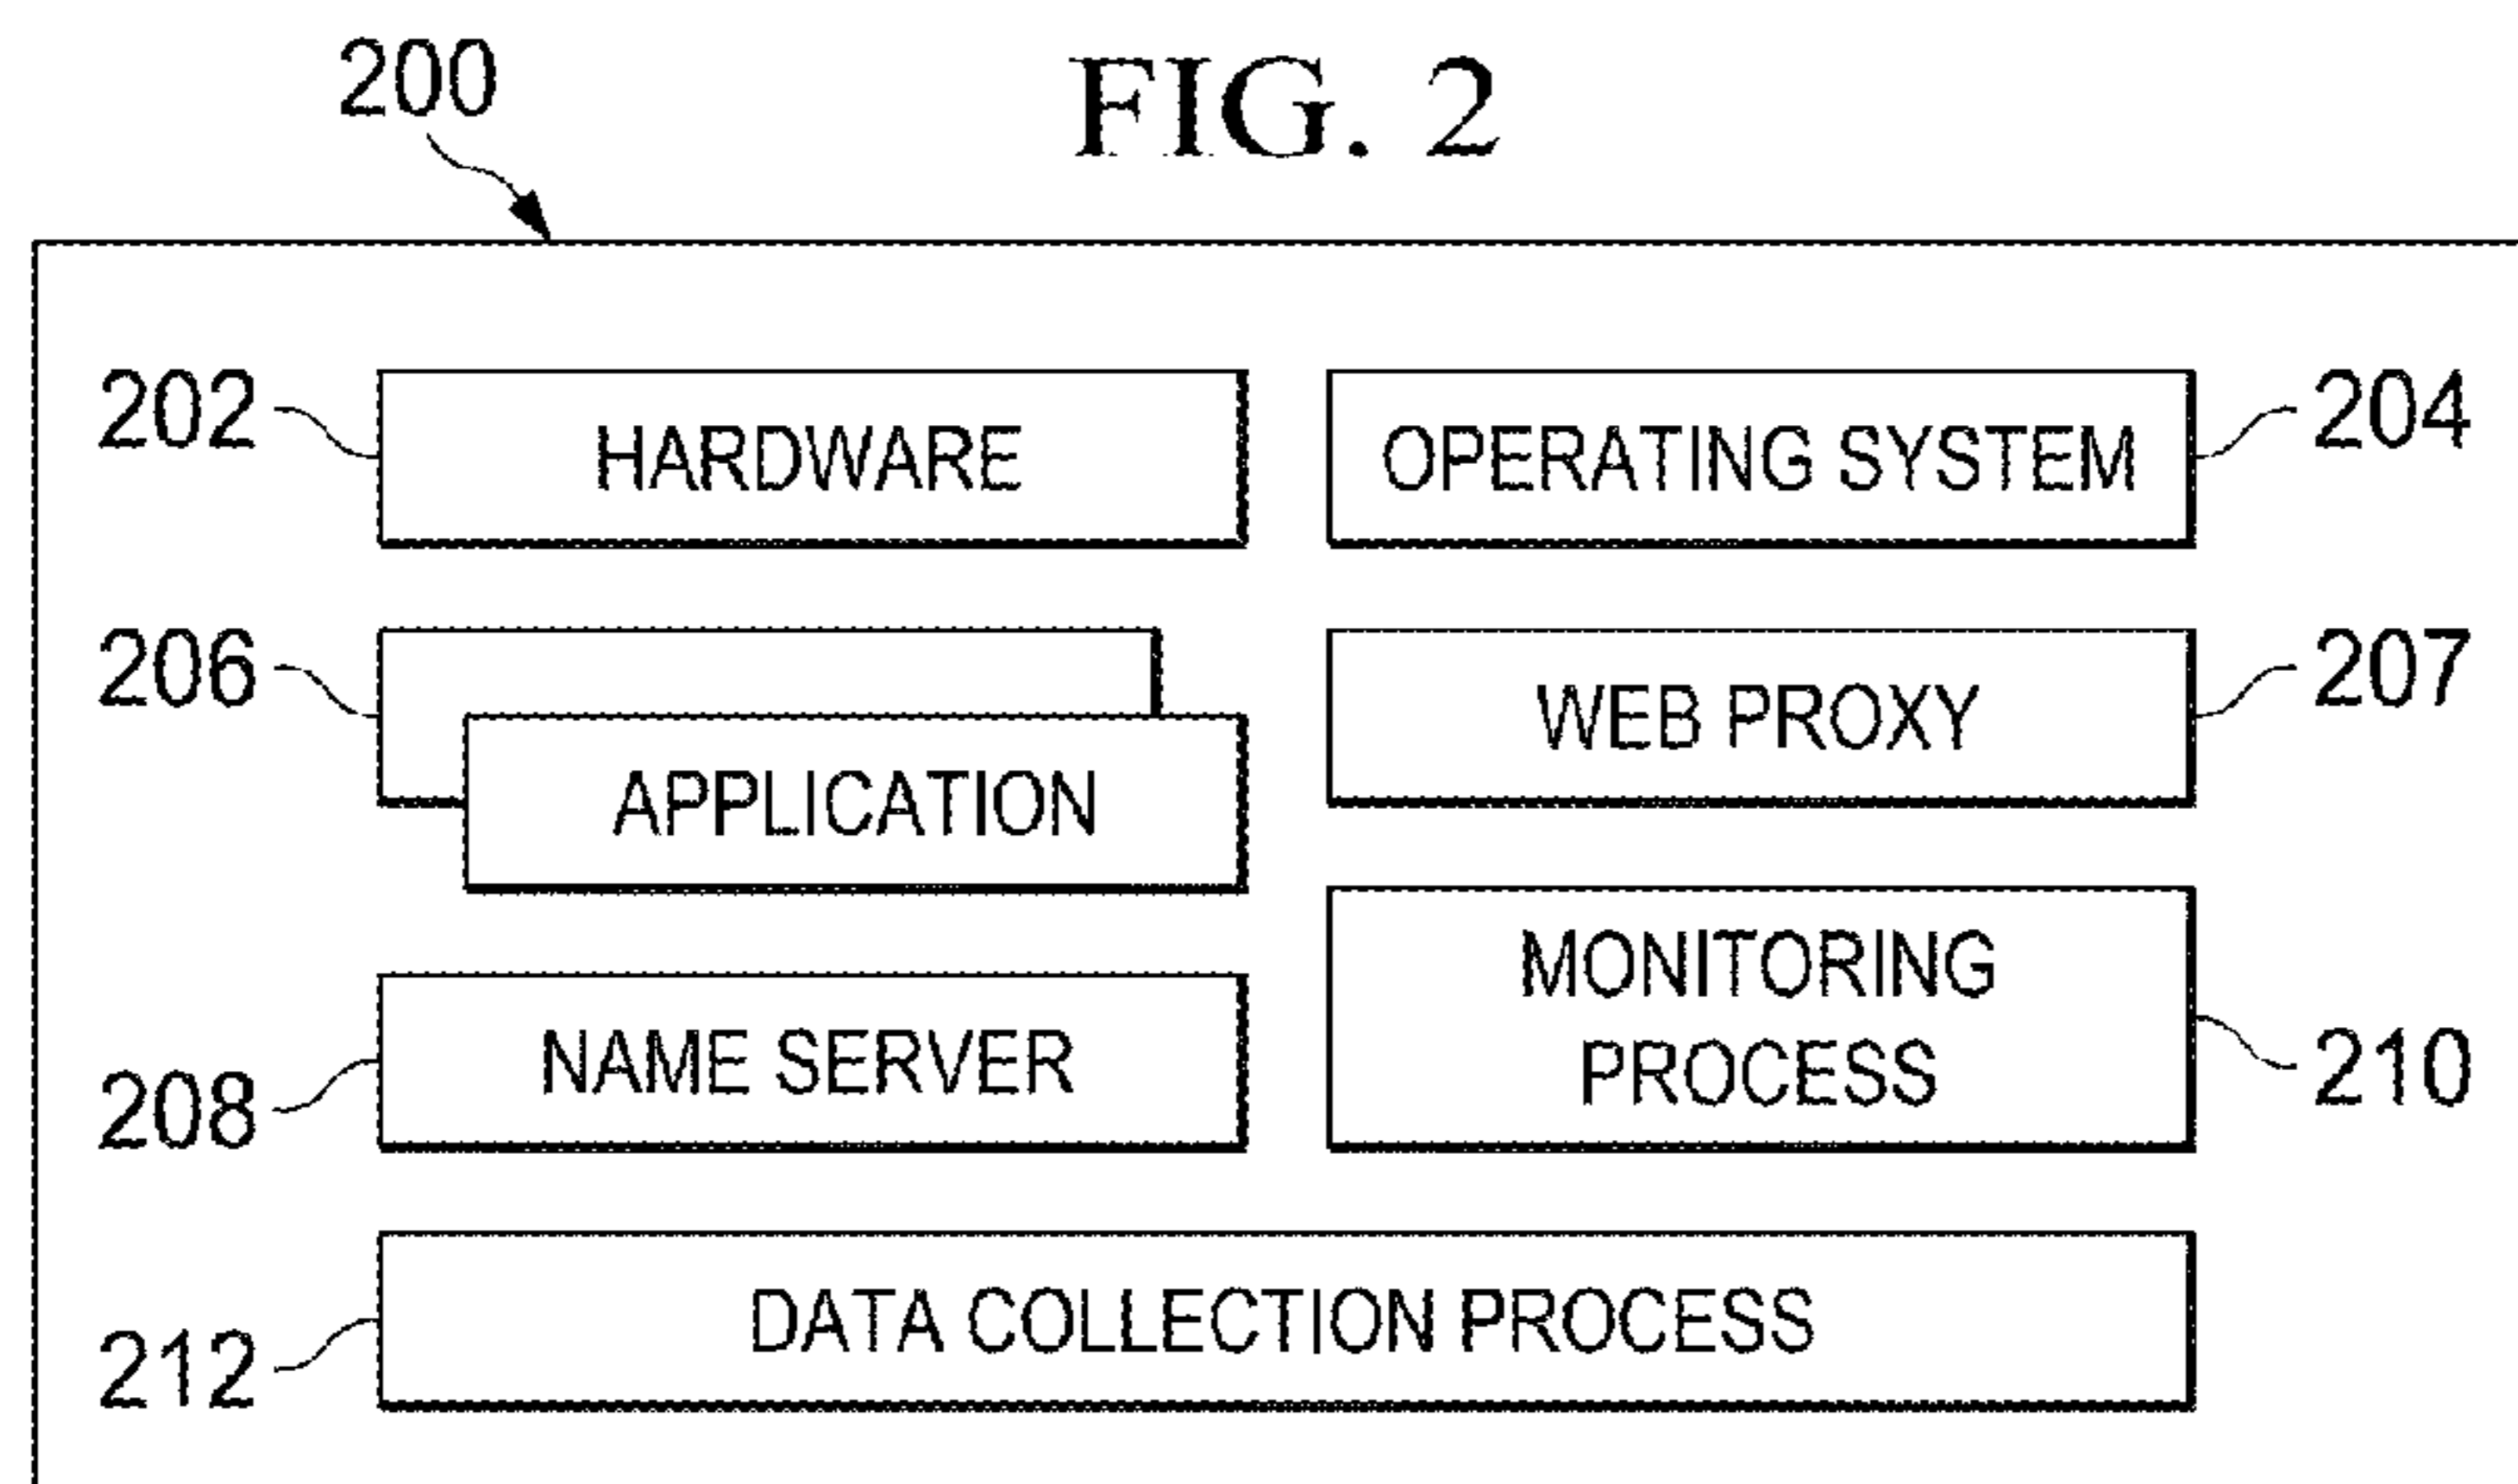 200
FIG. 2
202
HARDWARE
OPERATING SYSTEM
204
206
APPLICATION
WEB PROXY
207
208
NAME SERVER
MONITORING
PROCESS
210
212
DATA COLLECTION PROCESS